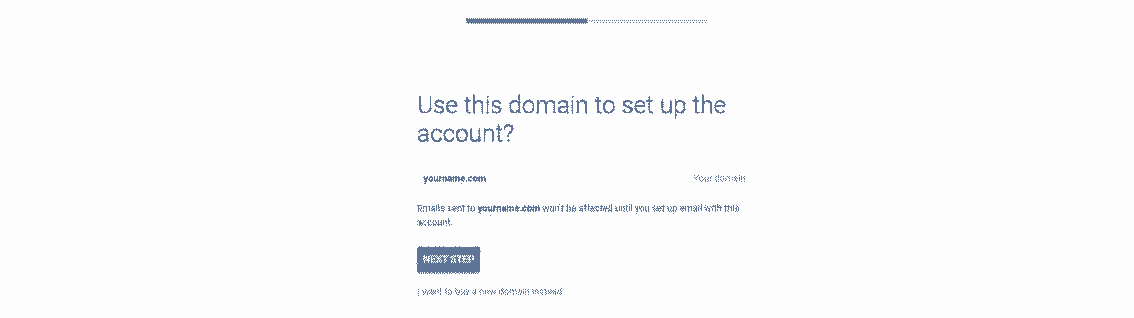 Use this domain to set up the
account?
yourname.com Your domain
Emails sent to yourname.com won't be affected until you set up email with this
account.
NEXT STEP
I want to buy a new domain instead